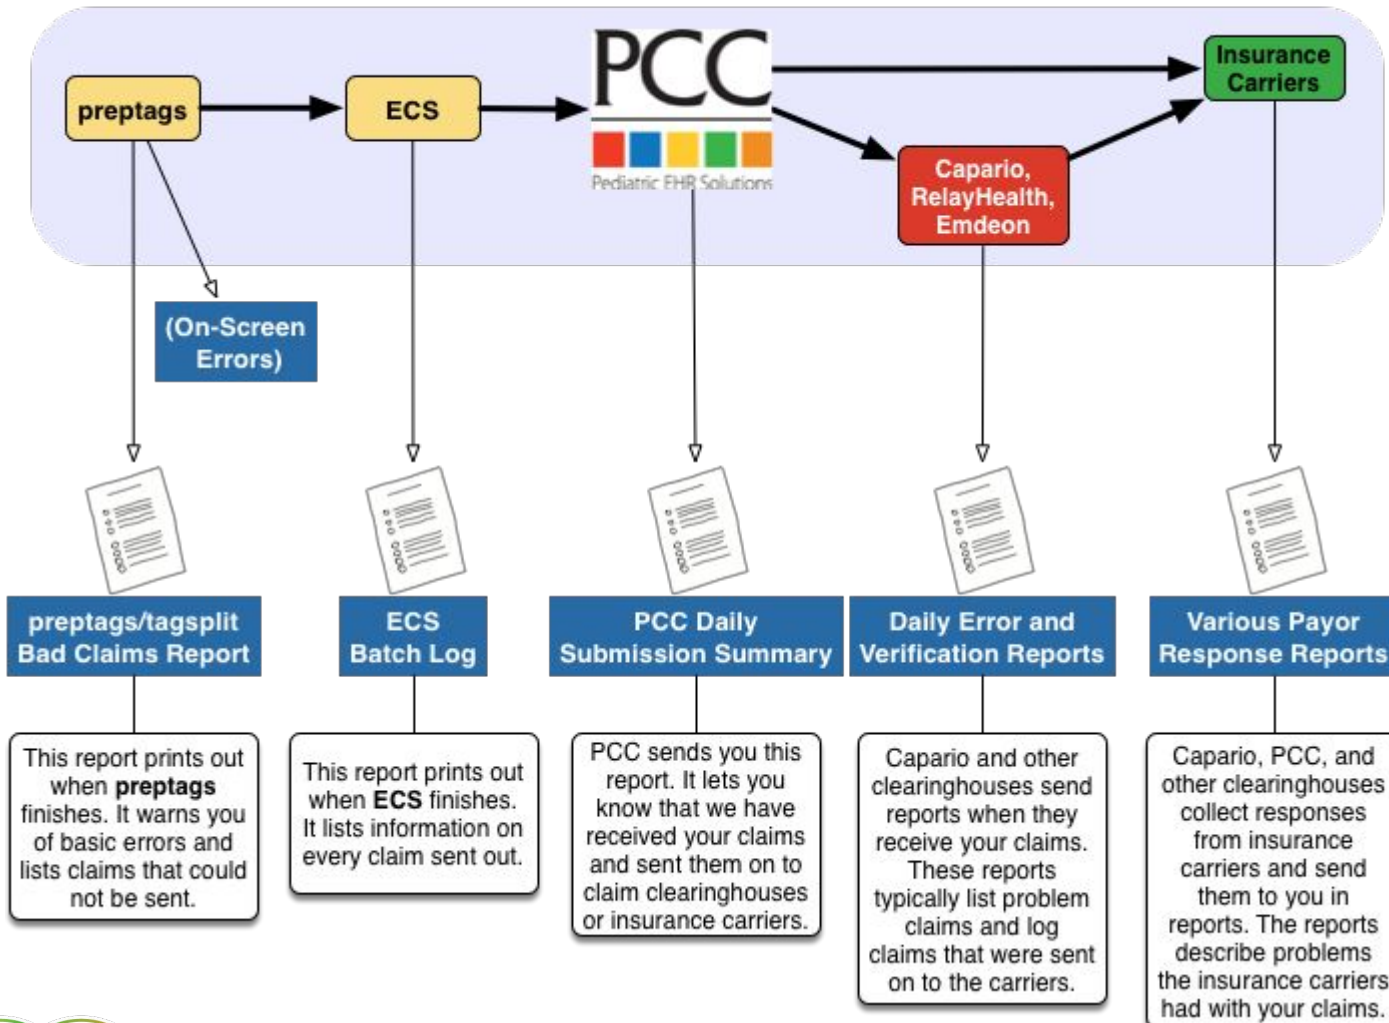 preptags
ECS
PCC
Pediatric EHR Solutions
Insurance
Carriers
Capario,
RelayHealth,
Emdeon
(On-Screen
Errors)
preptags/tagsplit
Bad Claims Report
ECS
Batch Log
PCC Daily
Submission Summary
Daily Error and
Verification Reports
Various Payor
Response Reports
This report prints out
when preptags
finishes. It warns you
of basic errors and
lists claims that could
not be sent.
This report prints out
when ECS finishes.
It lists information on
every claim sent out.
PCC sends you this
report. It lets you
know that we have
received your claims
and sent them on to
claim clearinghouses
or insurance carriers.
Capario and other
clearinghouses send
reports when they
receive your claims.
These reports
typically list problem
claims and log
claims that were sent
on to the carriers.
Capario, PCC, and
other clearinghouses
collect responses
from insurance
carriers and send
them to you in
reports. The reports
describe problems
the insurance carriers
had with your claims.